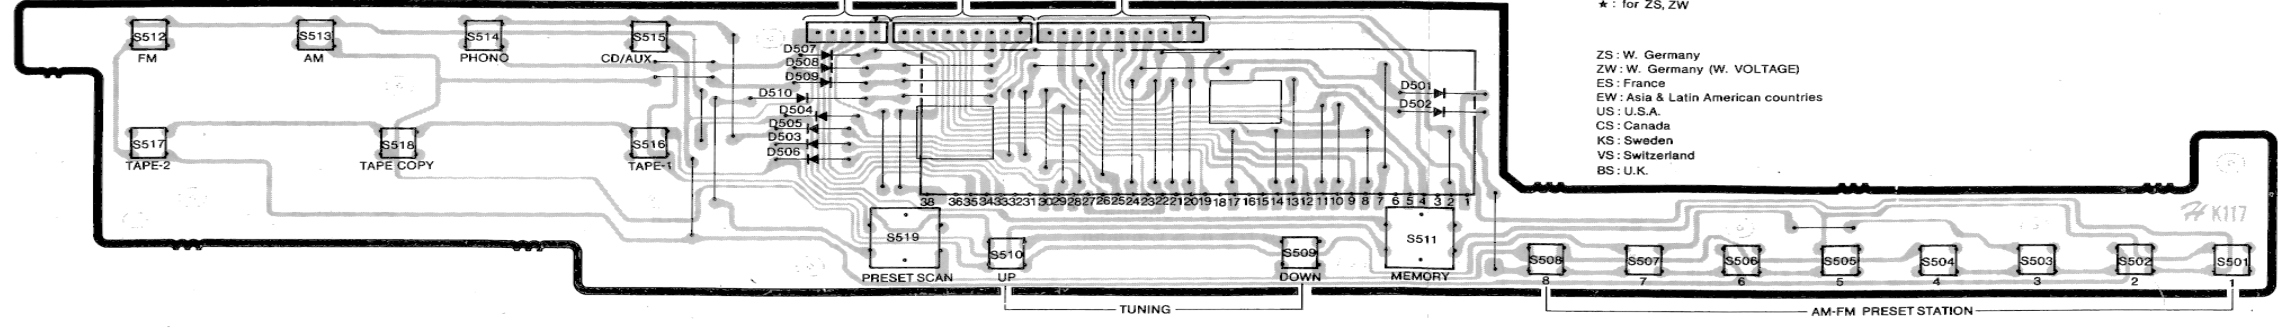 ★ : for ZS, ZW
ZS : W. Germany
ZW : W. Germany (W. VOLTAGE)
ES : France
EW : Asia & Latin American countries
US : U.S.A.
CS : Canada
KS : Sweden
VS : Switzerland
BS : U.K.
S512 S513 S514 S515
FM AM PHONO CD/AUX
D507
D508
D509
D510
D504
D505
D503
D506
D501
D502
S517 S518 S516
TAPE-2 TAPE COPY TAPE-1
38 36 35 34 33 32 31 30 29 28 27 26 25 24 23 22 21 20 19 18 17 16 15 14 13 12 11 10 9 8 7 6 5 4 3 2 1
H K117
S519 S510 S509 S511
PRESET SCAN UP DOWN MEMORY
S508 S507 S506 S505 S504 S503 S502 S501
8 7 6 5 4 3 2 1
TUNING
AM-FM PRESET STATION